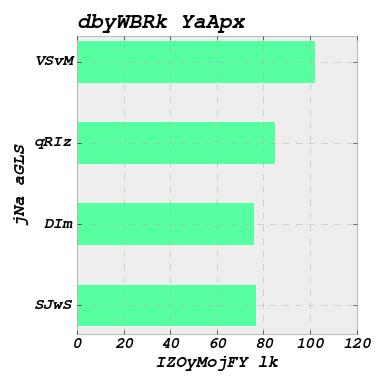 dbyWBRk YaApx
VSvM
qRIz
DIm
SJwS
jNa aGLS
0 20 40 60 80 100 120
IZOyMojFY lk